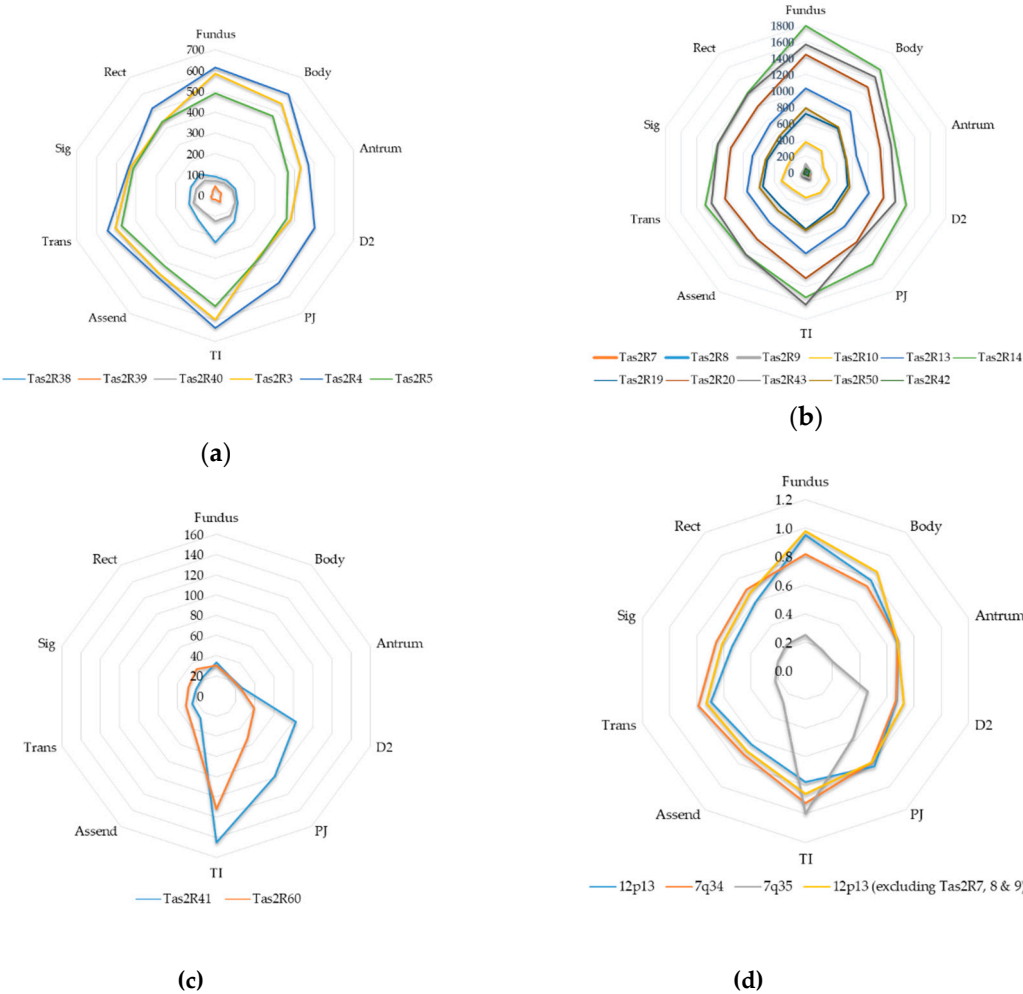 Fundus
700
600
500
400
300
200
100
0
Body
Antrum
D2
PJ
TI
Assend
Trans
Sig
Rect
Tas2R38 Tas2R39 Tas2R40 Tas2R3 Tas2R4 Tas2R5
(a)
Fundus
1800
1600
1400
1200
1000
800
600
400
200
0
Body
Antrum
D2
PJ
TI
Assend
Trans
Sig
Rect
Tas2R7 Tas2R8 Tas2R9 Tas2R10 Tas2R13 Tas2R14
Tas2R19 Tas2R20 Tas2R43 Tas2R50 Tas2R42
(b)
Fundus
160
140
120
100
80
60
40
20
0
Body
Antrum
D2
PJ
TI
Assend
Trans
Sig
Rect
Tas2R41 Tas2R60
(c)
Fundus
1.2
1.0
0.8
0.6
0.4
0.2
0.0
Body
Antrum
D2
PJ
TI
Assend
Trans
Sig
Rect
12p13 7q34 7q35 12p13 (excluding Tas2R7, 8 & 9)
(d)